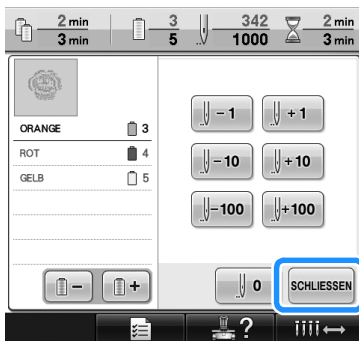 2 min 3 342 2 min
3 min 5 1000 3 min
ORANGE 3
ROT 4
GELB 5
-1 +1
-10 +10
-100 +100
- +
0 SCHLIESSEN
?